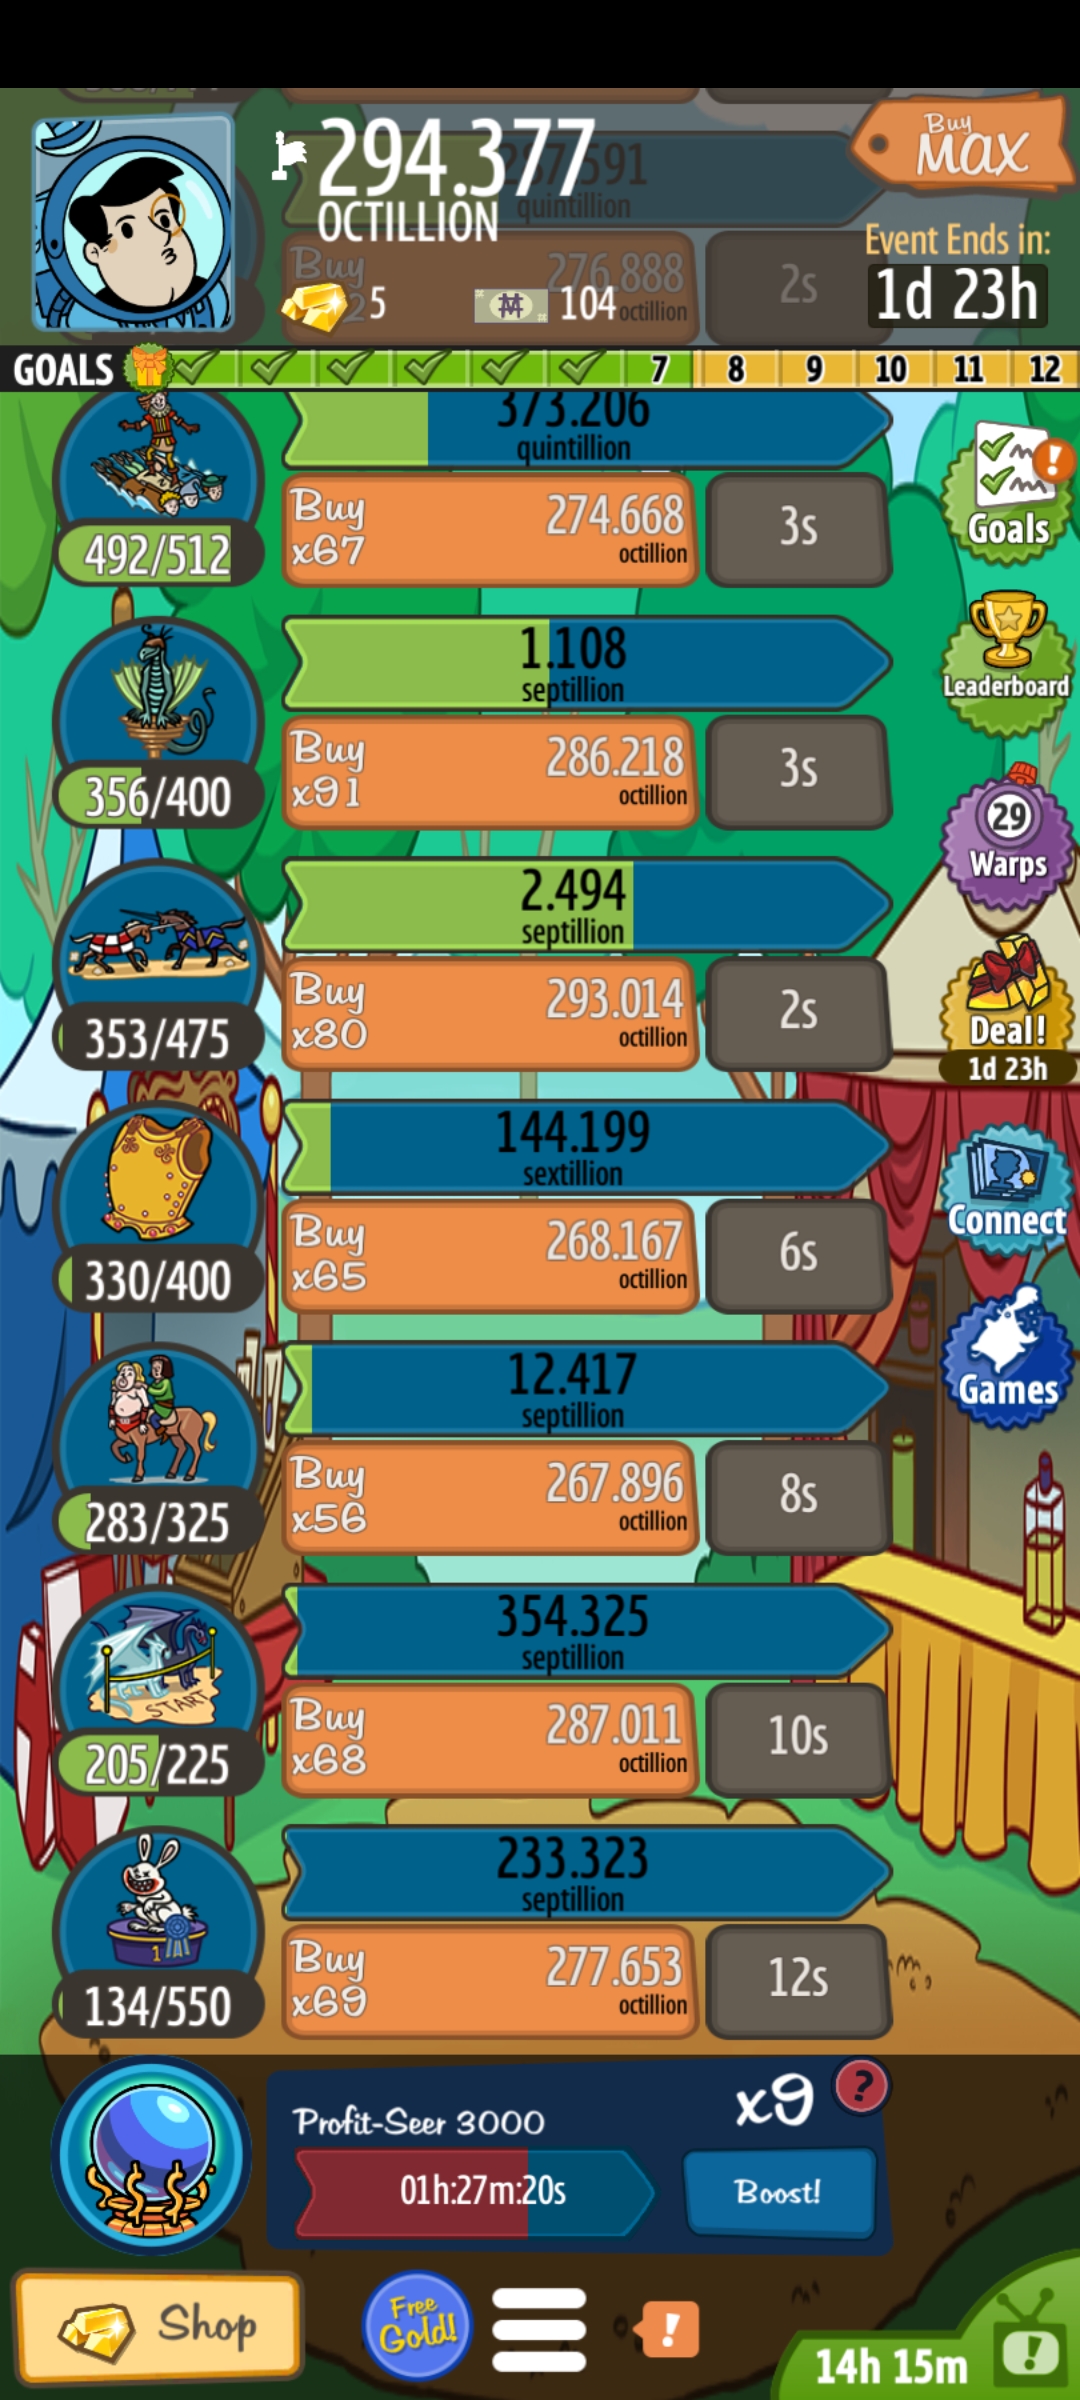 294.377
OCTILLION
Buy
MAX
287.591
quintillion
Event Ends in:
1d 23h
Buy
276.888
octillion
2s
5
104
GOALS 7 8 9 10 11 12
373.206
quintillion
492/512
Buy
x67
274.668
octillion
3s
Goals
1.108
septillion
356/400
Buy
x91
286.218
octillion
3s
Leaderboard
29
Warps
2.494
septillion
353/475
Buy
x80
293.014
octillion
2s
Deal!
1d 23h
144.199
sextillion
330/400
Buy
x65
268.167
octillion
6s
Connect
12.417
septillion
283/325
Buy
x56
267.896
octillion
8s
Games
354.325
septillion
START
205/225
Buy
x68
287.011
octillion
10s
233.323
septillion
1
134/550
Buy
x69
277.653
octillion
12s
Profit-Seer 3000
x9
?
01h:27m:20s
Boost!
Shop
Free
Gold!
!
14h 15m
!